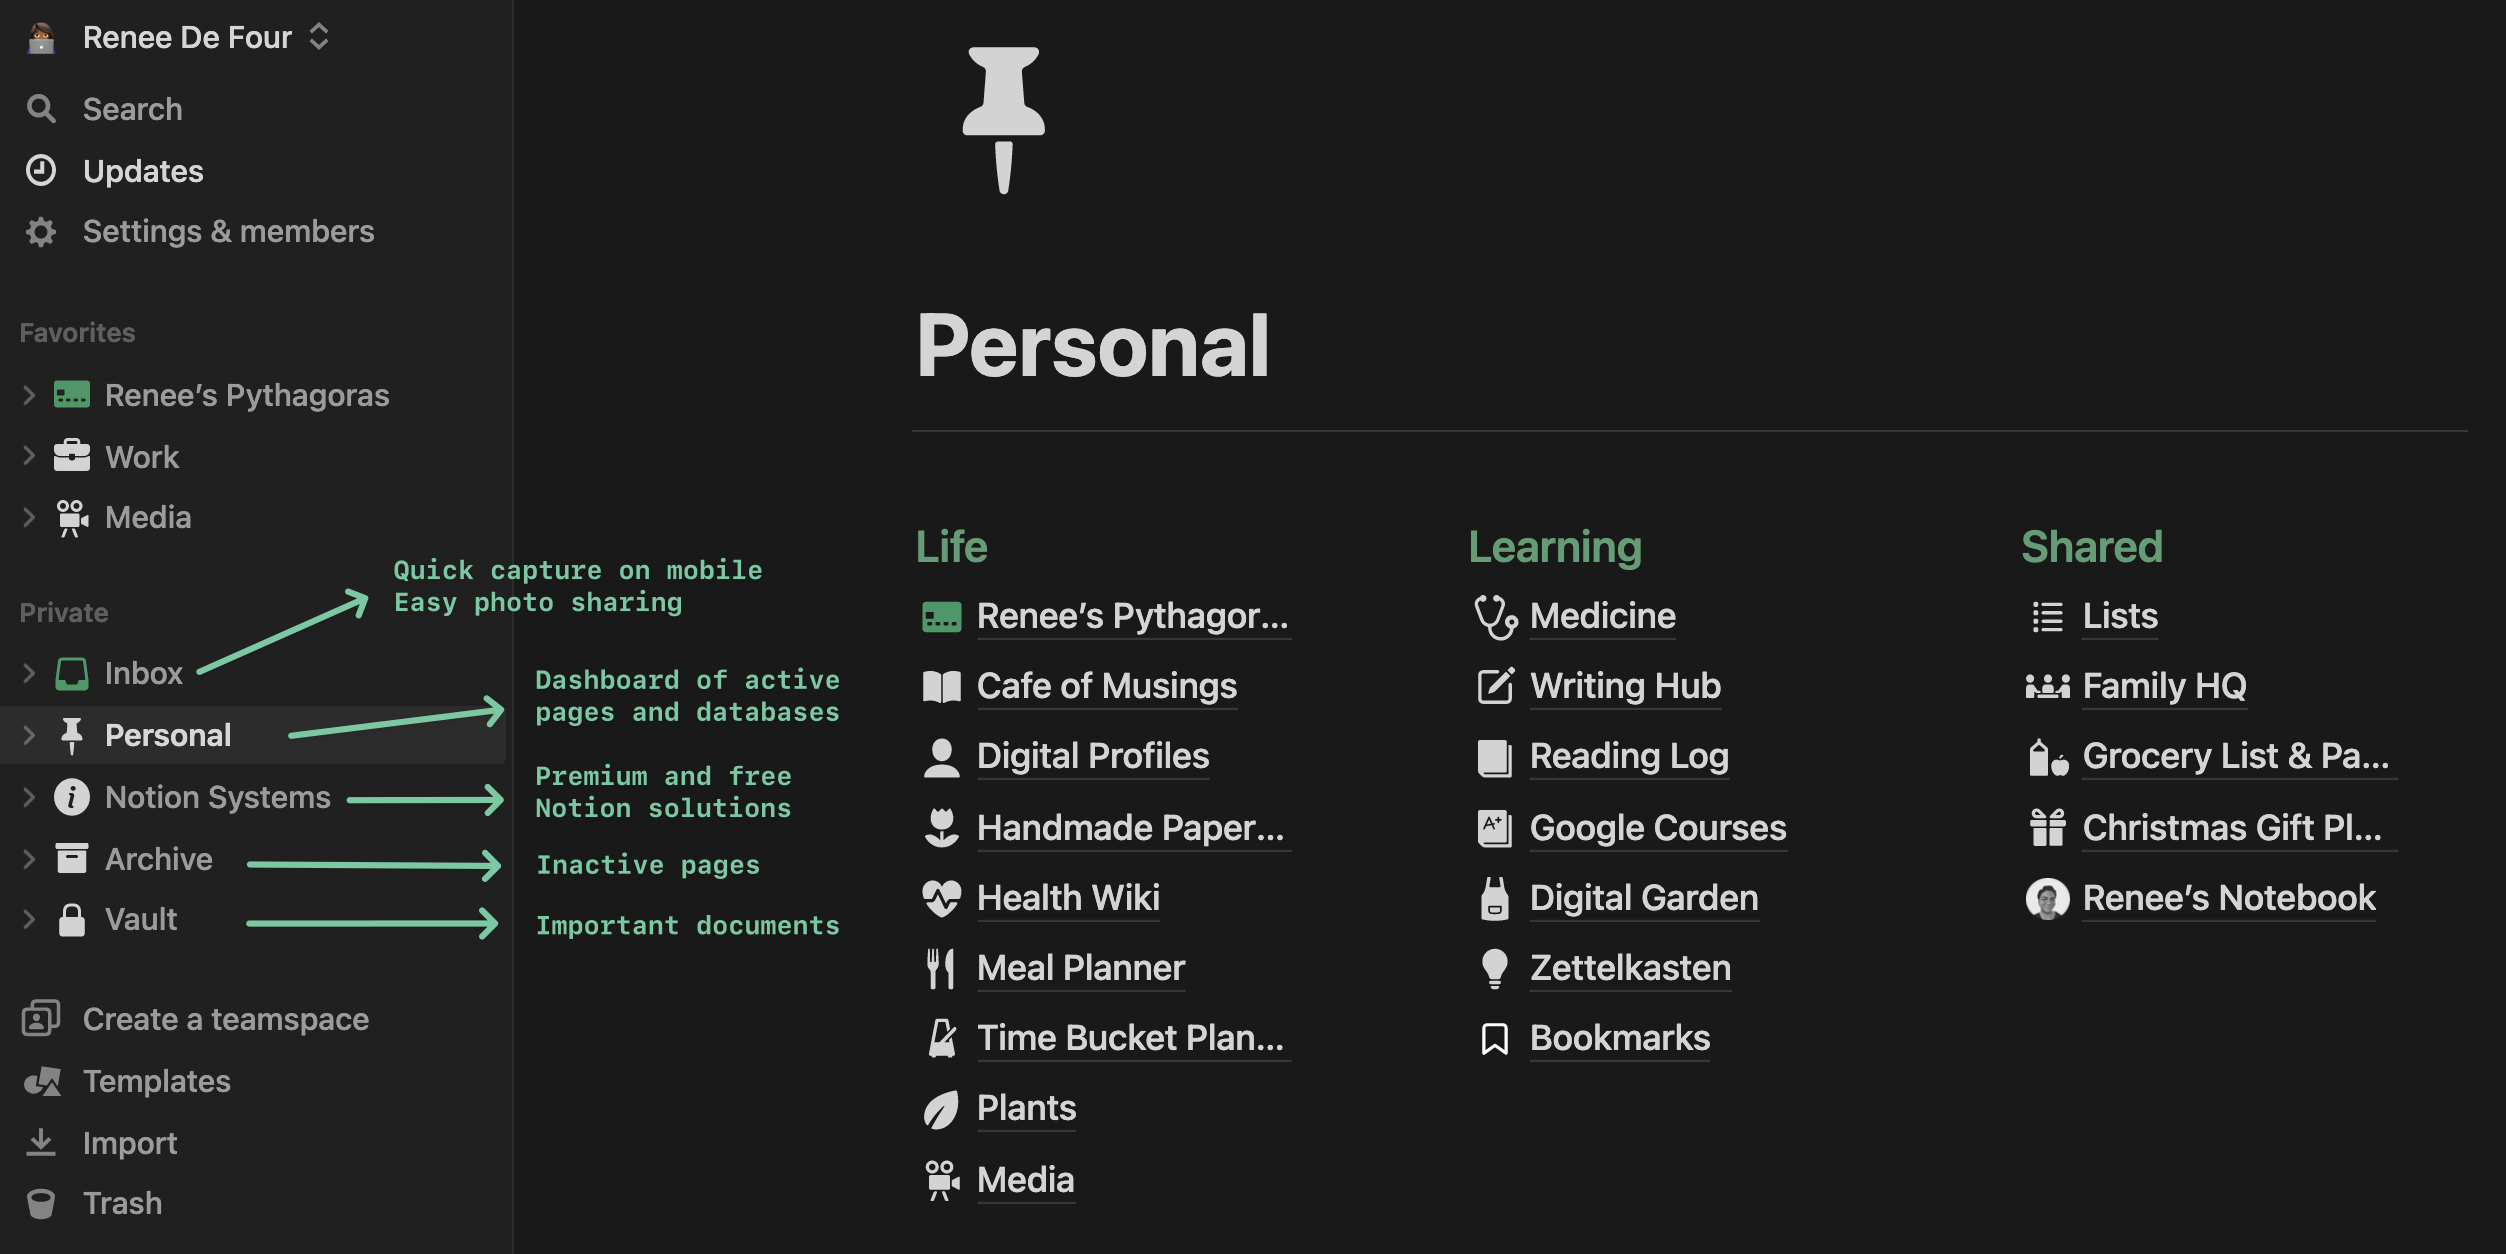 Renee De Four
Search
Updates
Settings & members
Favorites
Renee’s Pythagoras
Work
Media
Private
Inbox
Personal
Notion Systems
Archive
Vault
Create a teamspace
Templates
Import
Trash
Quick capture on mobile
Easy photo sharing
Dashboard of active
pages and databases
Premium and free
Notion solutions
Inactive pages
Important documents
Personal
Life
Renee’s Pythagor...
Cafe of Musings
Digital Profiles
Handmade Paper...
Health Wiki
Meal Planner
Time Bucket Plan...
Plants
Media
Learning
Medicine
Writing Hub
Reading Log
A+
Google Courses
Digital Garden
Zettelkasten
Bookmarks
Shared
Lists
Family HQ
Grocery List & Pa...
Christmas Gift Pl...
Renee’s Notebook